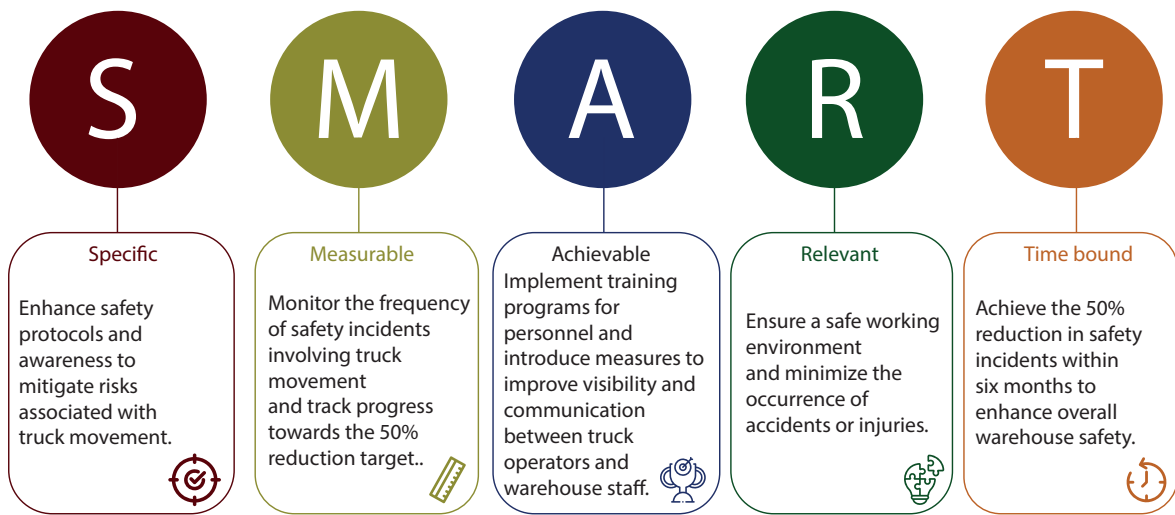 S
M
A
R
T
Specific
Enhance safety
protocols and
awareness to
mitigate risks
associated with
truck movement.
Measurable
Monitor the frequency
of safety incidents
involving truck
movement
and track progress
towards the 50%
reduction target..
Achievable
Implement training
programs for
personnel and
introduce measures to
improve visibility and
communication
between truck
operators and
warehouse staff.
Relevant
Ensure a safe working
environment
and minimize the
occurrence of
accidents or injuries.
Time bound
Achieve the 50%
reduction in safety
incidents within
six months to
enhance overall
warehouse safety.